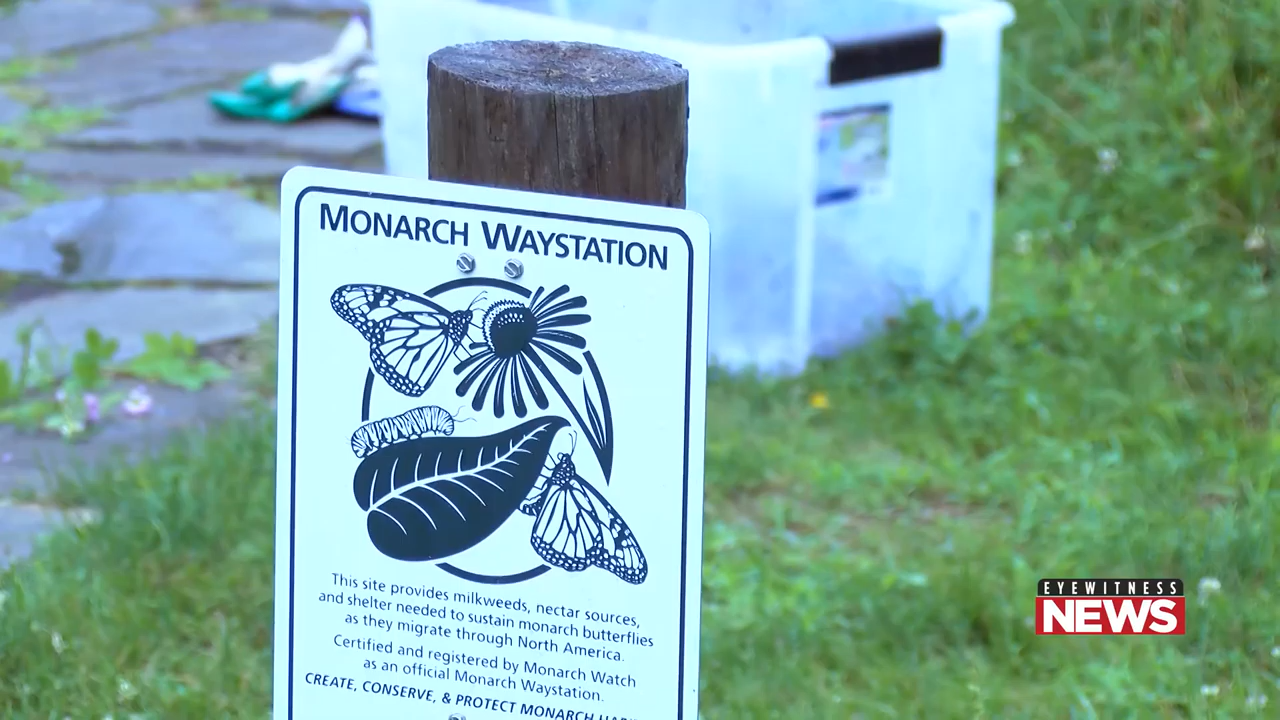 MONARCH WAYSTATION
This site provides milkweeds, nectar sources,
and shelter needed to sustain monarch butterflies
as they migrate through North America.
Certified and registered by Monarch Watch
as an official Monarch Waystation.
CREATE, CONSERVE, & PROTECT MONARCH
EYEWITNESS
NEWS